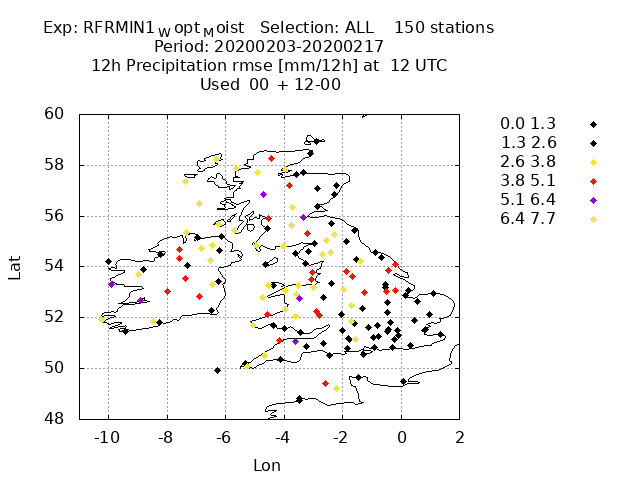 Exp: RFRMIN1WoptMoist   Selection: ALL    150 stations
Period: 20200203-20200217
12h Precipitation rmse [mm/12h] at  12 UTC
Used  00 + 12-00
60
58
56
54
52
50
48
Lat
-10 -8 -6 -4 -2 0 2
Lon
0.0 1.3
1.3 2.6
2.6 3.8
3.8 5.1
5.1 6.4
6.4 7.7